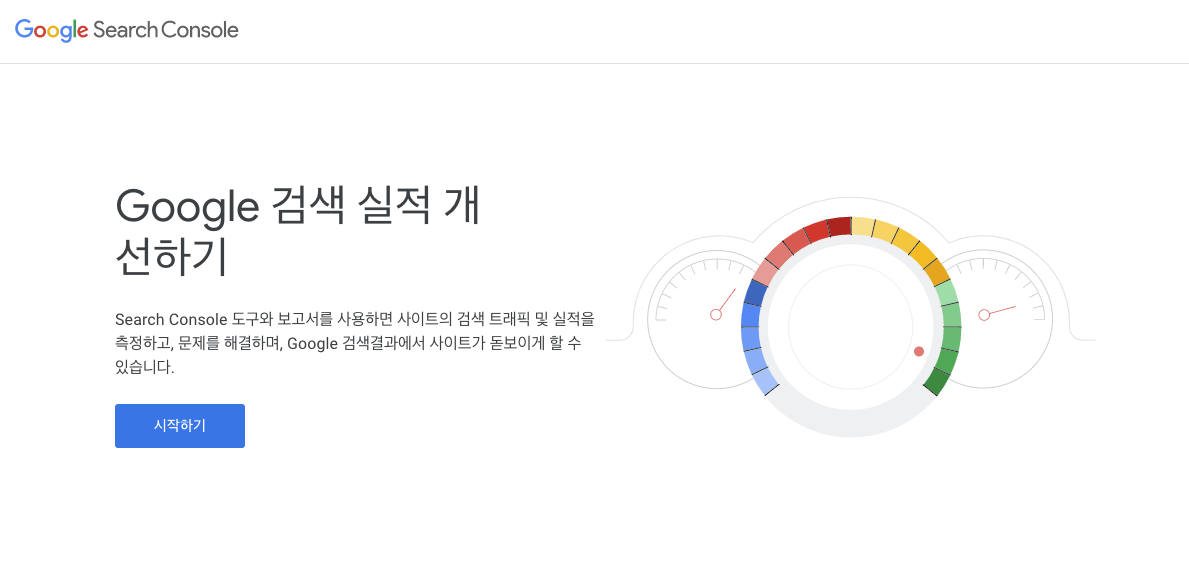 Google Search Console
Google 검색 실적 개
선하기
Search Console 도구와 보고서를 사용하면 사이트의 검색 트래픽 및 실적을
측정하고, 문제를 해결하며, Google 검색결과에서 사이트가 돋보이게 할 수
있습니다.
시작하기